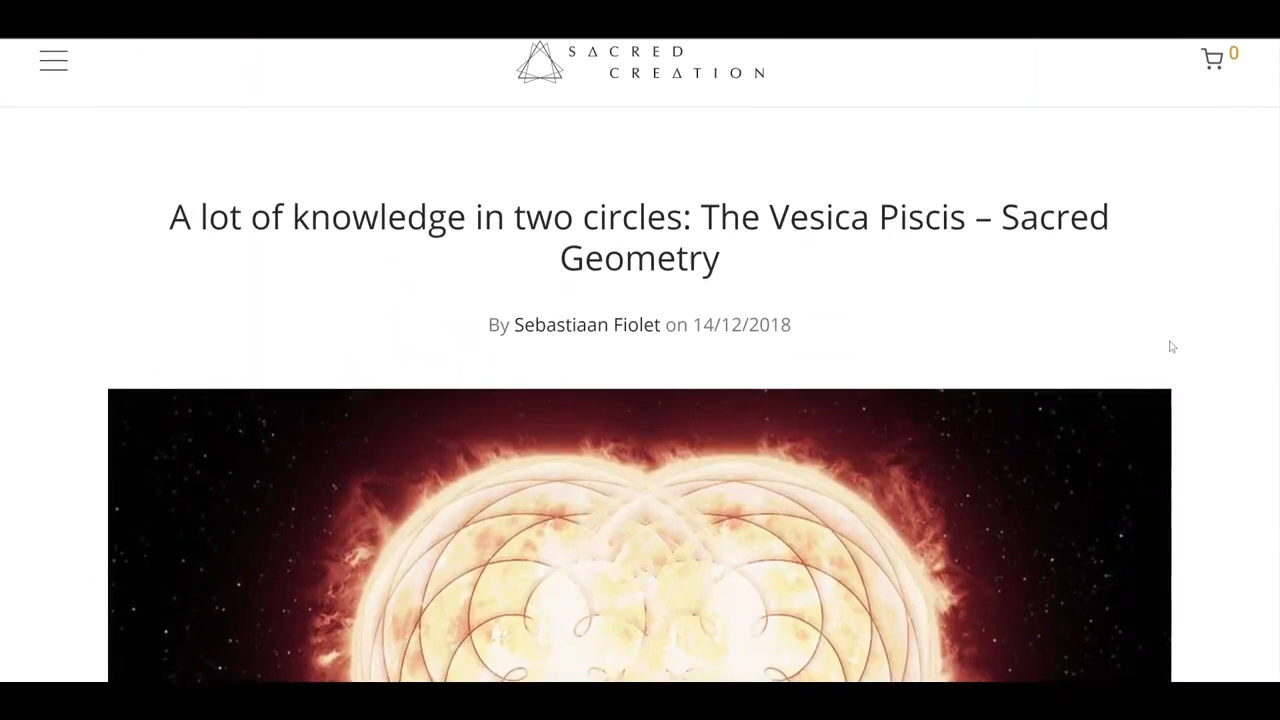 SACRED
CREATION
0
A lot of knowledge in two circles: The Vesica Piscis – Sacred
Geometry
By Sebastiaan Fiolet on 14/12/2018